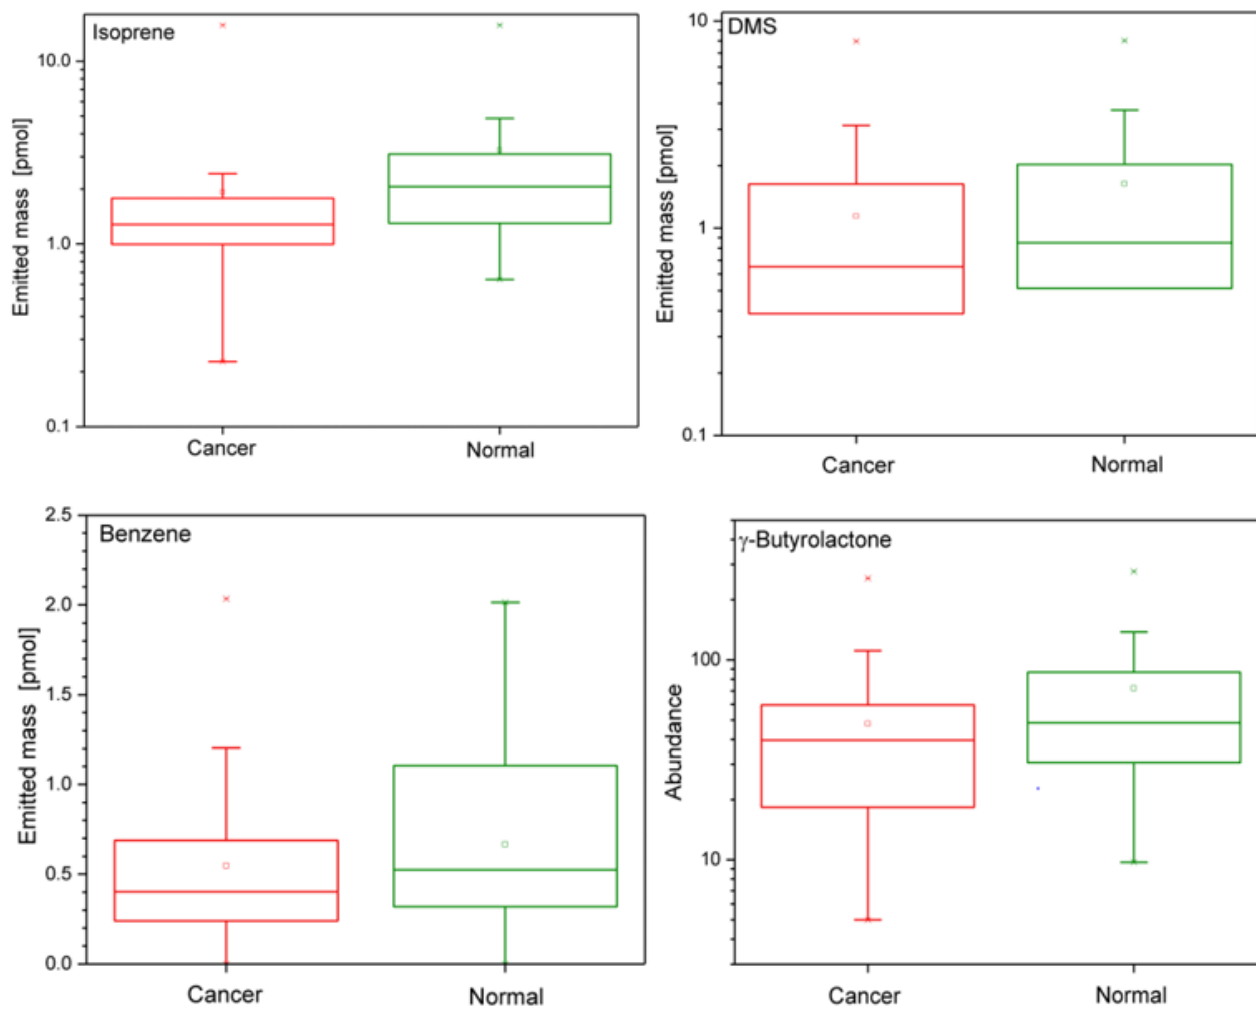 Isoprene
Emitted mass [pmol]
10.0
1.0
0.1
Cancer
Normal
DMS
Emitted mass [pmol]
10
1
0.1
Cancer
Normal
Benzene
Emitted mass [pmol]
2.5
2.0
1.5
1.0
0.5
0.0
Cancer
Normal
γ-Butyrolactone
Abundance
100
10
Cancer
Normal